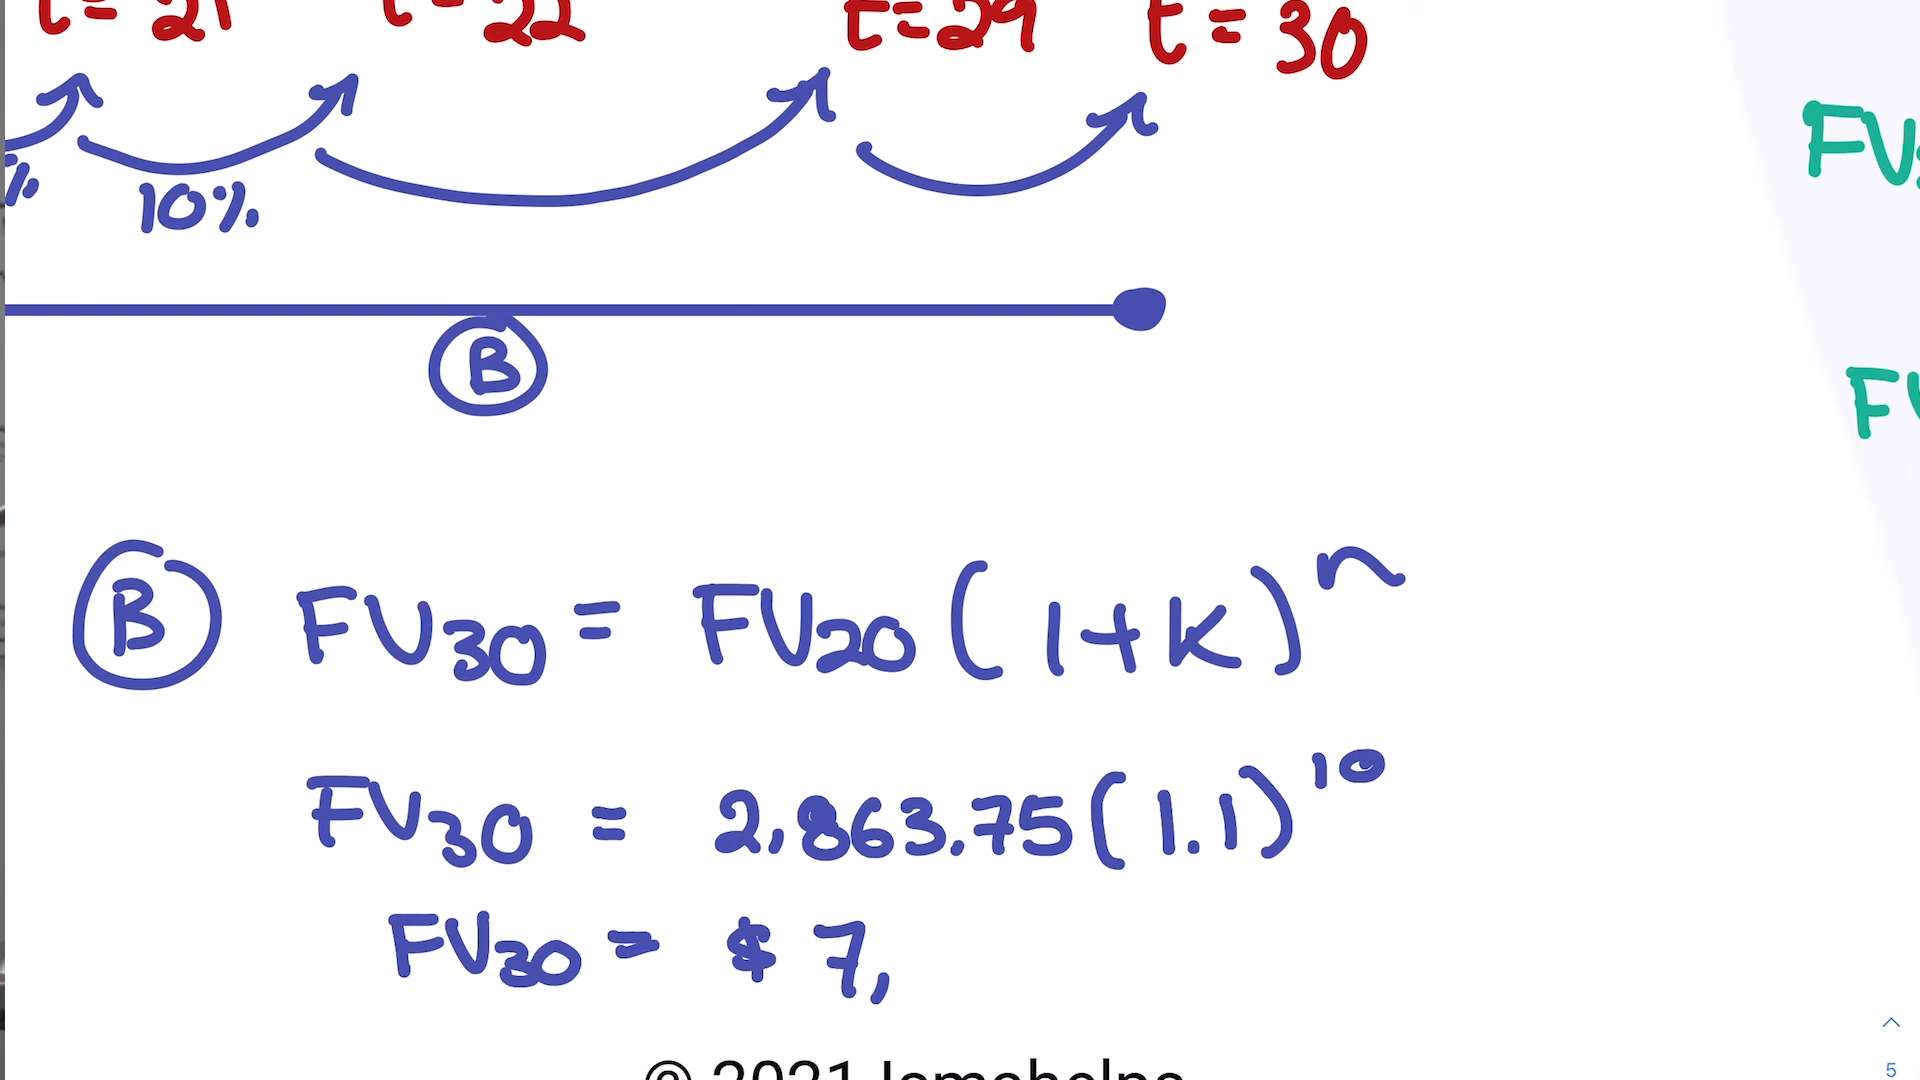 t = 21 t = 22 t = 29 t = 30
% 10%
FV
B
FV
B FV30 = FV20 (1+K)^n
FV30 = 2,863.75 (1.1)^10
FV30 = $ 7,
© 2021
5